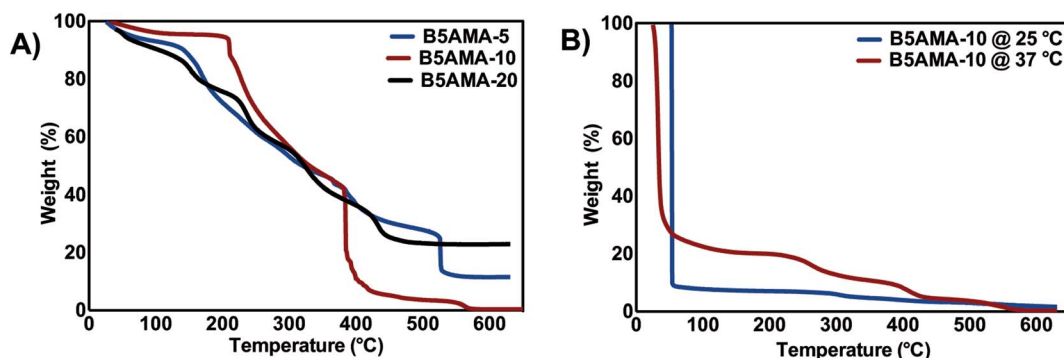 A)
B5AMA-5
B5AMA-10
B5AMA-20
Weight (%)
100
80
60
40
20
0
0 100 200 300 400 500 600
Temperature (°C)
B)
B5AMA-10 @ 25 °C
B5AMA-10 @ 37 °C
Weight (%)
100
80
60
40
20
0
0 100 200 300 400 500 600
Temperature (°C)